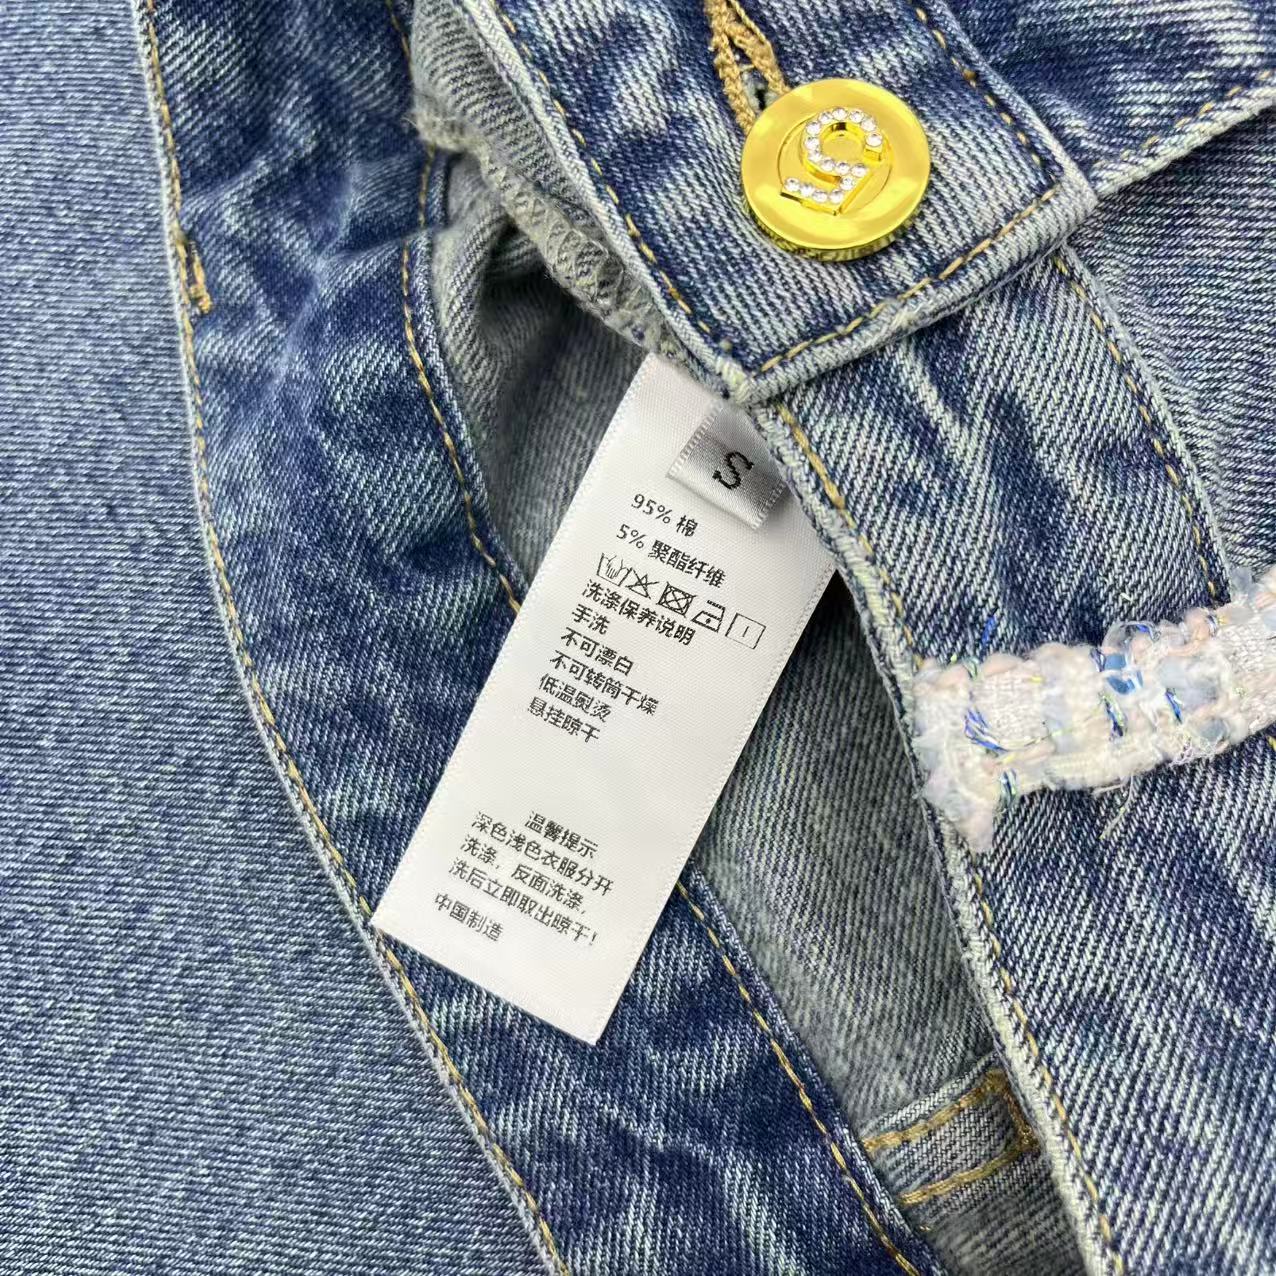 5
S
95% 棉
5% 聚酯纤维
洗涤保养说明
手洗
不可漂白
不可转筒干燥
低温熨烫
悬挂晾干
温馨提示
深色浅色衣服分开
洗涤，反面洗涤，
洗后立即取出晾干!
中国制造